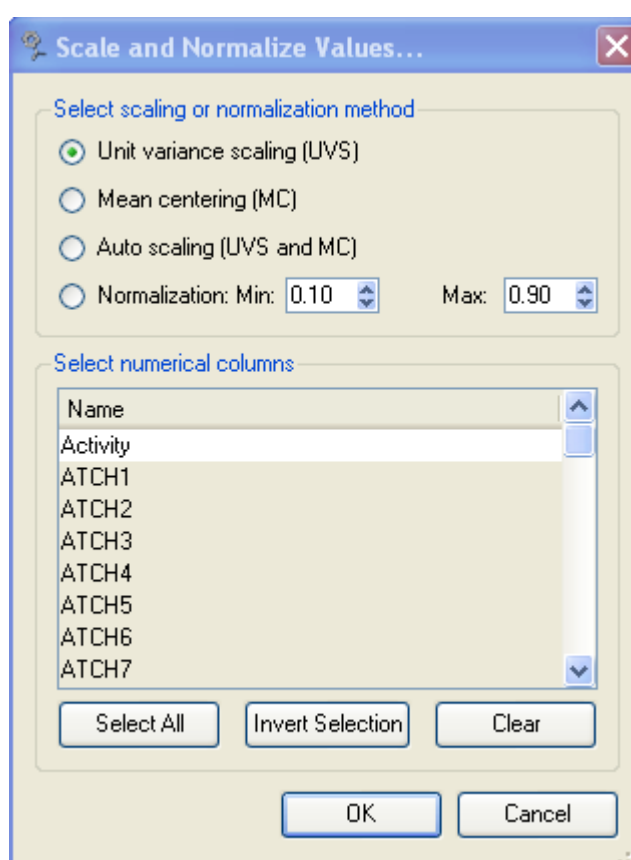 Scale and Normalize Values...
Select scaling or normalization method
Unit variance scaling (UVS)
Mean centering (MC)
Auto scaling (UVS and MC)
Normalization: Min: 0.10 Max: 0.90
Select numerical columns
Name
Activity
ATCH1
ATCH2
ATCH3
ATCH4
ATCH5
ATCH6
ATCH7
Select All Invert Selection Clear
OK Cancel